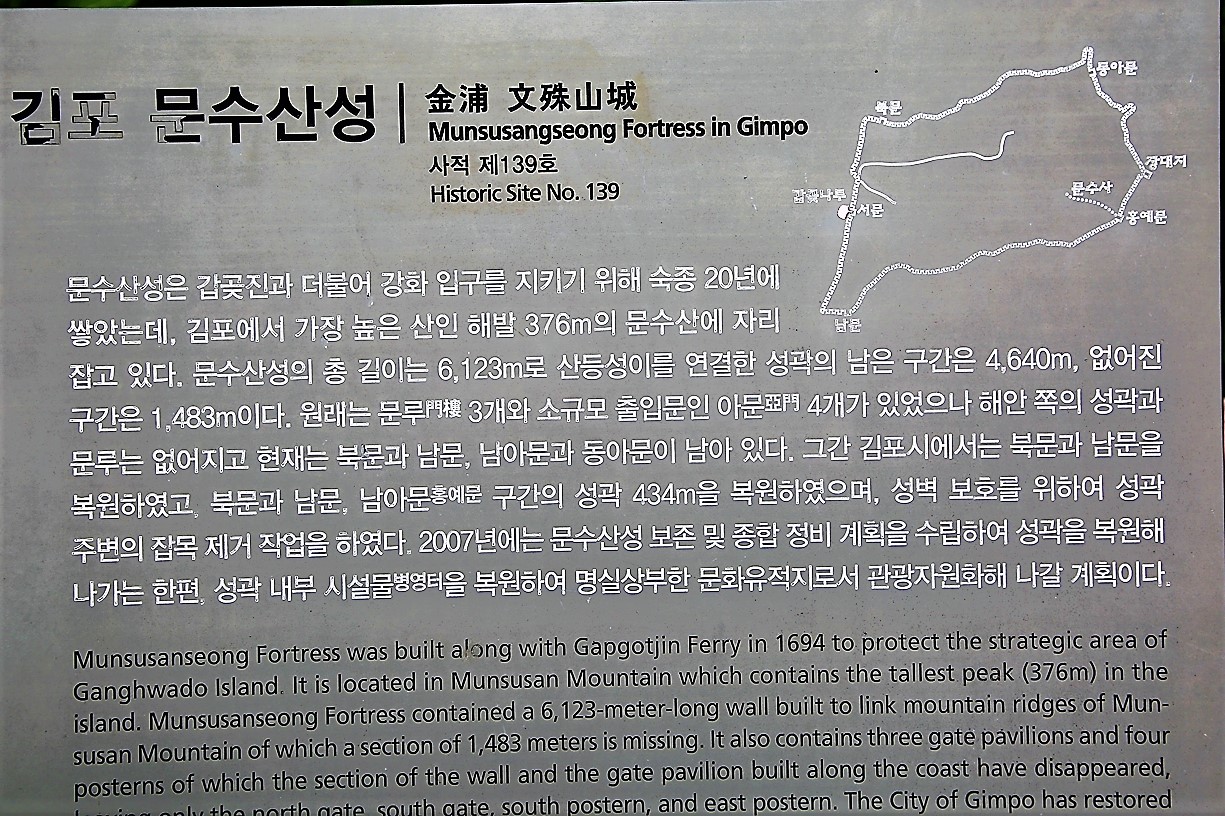 김포 문수산성
金浦 文殊山城
Munsusangseong Fortress in Gimpo
사적 제139호
Historic Site No. 139
동아문
북문
장대지
문수사
갑곶나루
서문
홍예문
남문
문수산성은 갑곶진과 더불어 강화 입구를 지키기 위해 숙종 20년에
쌓았는데, 김포에서 가장 높은 산인 해발 376m의 문수산에 자리
잡고 있다. 문수산성의 총 길이는 6,123m로 산등성이를 연결한 성곽의 남은 구간은 4,640m, 없어진
구간은 1,483m이다. 원래는 문루門樓 3개와 소규모 출입문인 아문亞門 4개가 있었으나 해안 쪽의 성곽과
문루는 없어지고 현재는 북문과 남문, 남아문과 동아문이 남아 있다. 그간 김포시에서는 북문과 남문을
복원하였고, 북문과 남문, 남아문홍예문 구간의 성곽 434m을 복원하였으며, 성벽 보호를 위하여 성곽
주변의 잡목 제거 작업을 하였다. 2007년에는 문수산성 보존 및 종합 정비 계획을 수립하여 성곽을 복원해
나가는 한편, 성곽 내부 시설물병영터을 복원하여 명실상부한 문화유적지로서 관광자원화해 나갈 계획이다.
Munsusanseong Fortress was built along with Gapgotjin Ferry in 1694 to protect the strategic area of
Ganghwado Island. It is located in Munsusan Mountain which contains the tallest peak (376m) in the
island. Munsusanseong Fortress contained a 6,123-meter-long wall built to link mountain ridges of Mun-
susan Mountain of which a section of 1,483 meters is missing. It also contains three gate pavilions and four
posterns of which the section of the wall and the gate pavilion built along the coast have disappeared,
leaving only the north gate, south gate, south postern, and east postern. The City of Gimpo has restored